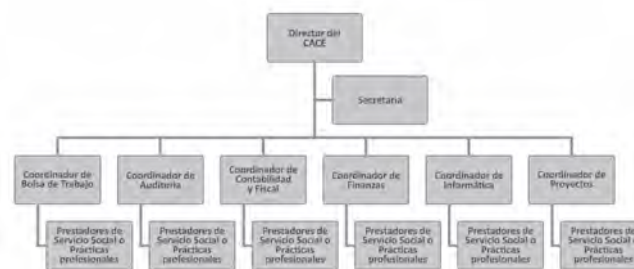 Director del
CACE
Secretaria
Coordinador de
Bolsa de Trabajo
Coordinador de
Auditoria
Coordinador de
Contabilidad
y Fiscal
Coordinador de
Finanzas
Coordinador de
Informática
Coordinador de
Proyectos
Prestadores de
Servicio Social o
Prácticas
profesionales
Prestadores de
Servicio Social o
Prácticas
profesionales
Prestadores de
Servicio Social o
Prácticas
profesionales
Prestadores de
Servicio Social o
Prácticas
profesionales
Prestadores de
Servicio Social o
Prácticas
profesionales
Prestadores de
Servicio Social o
Prácticas
profesionales